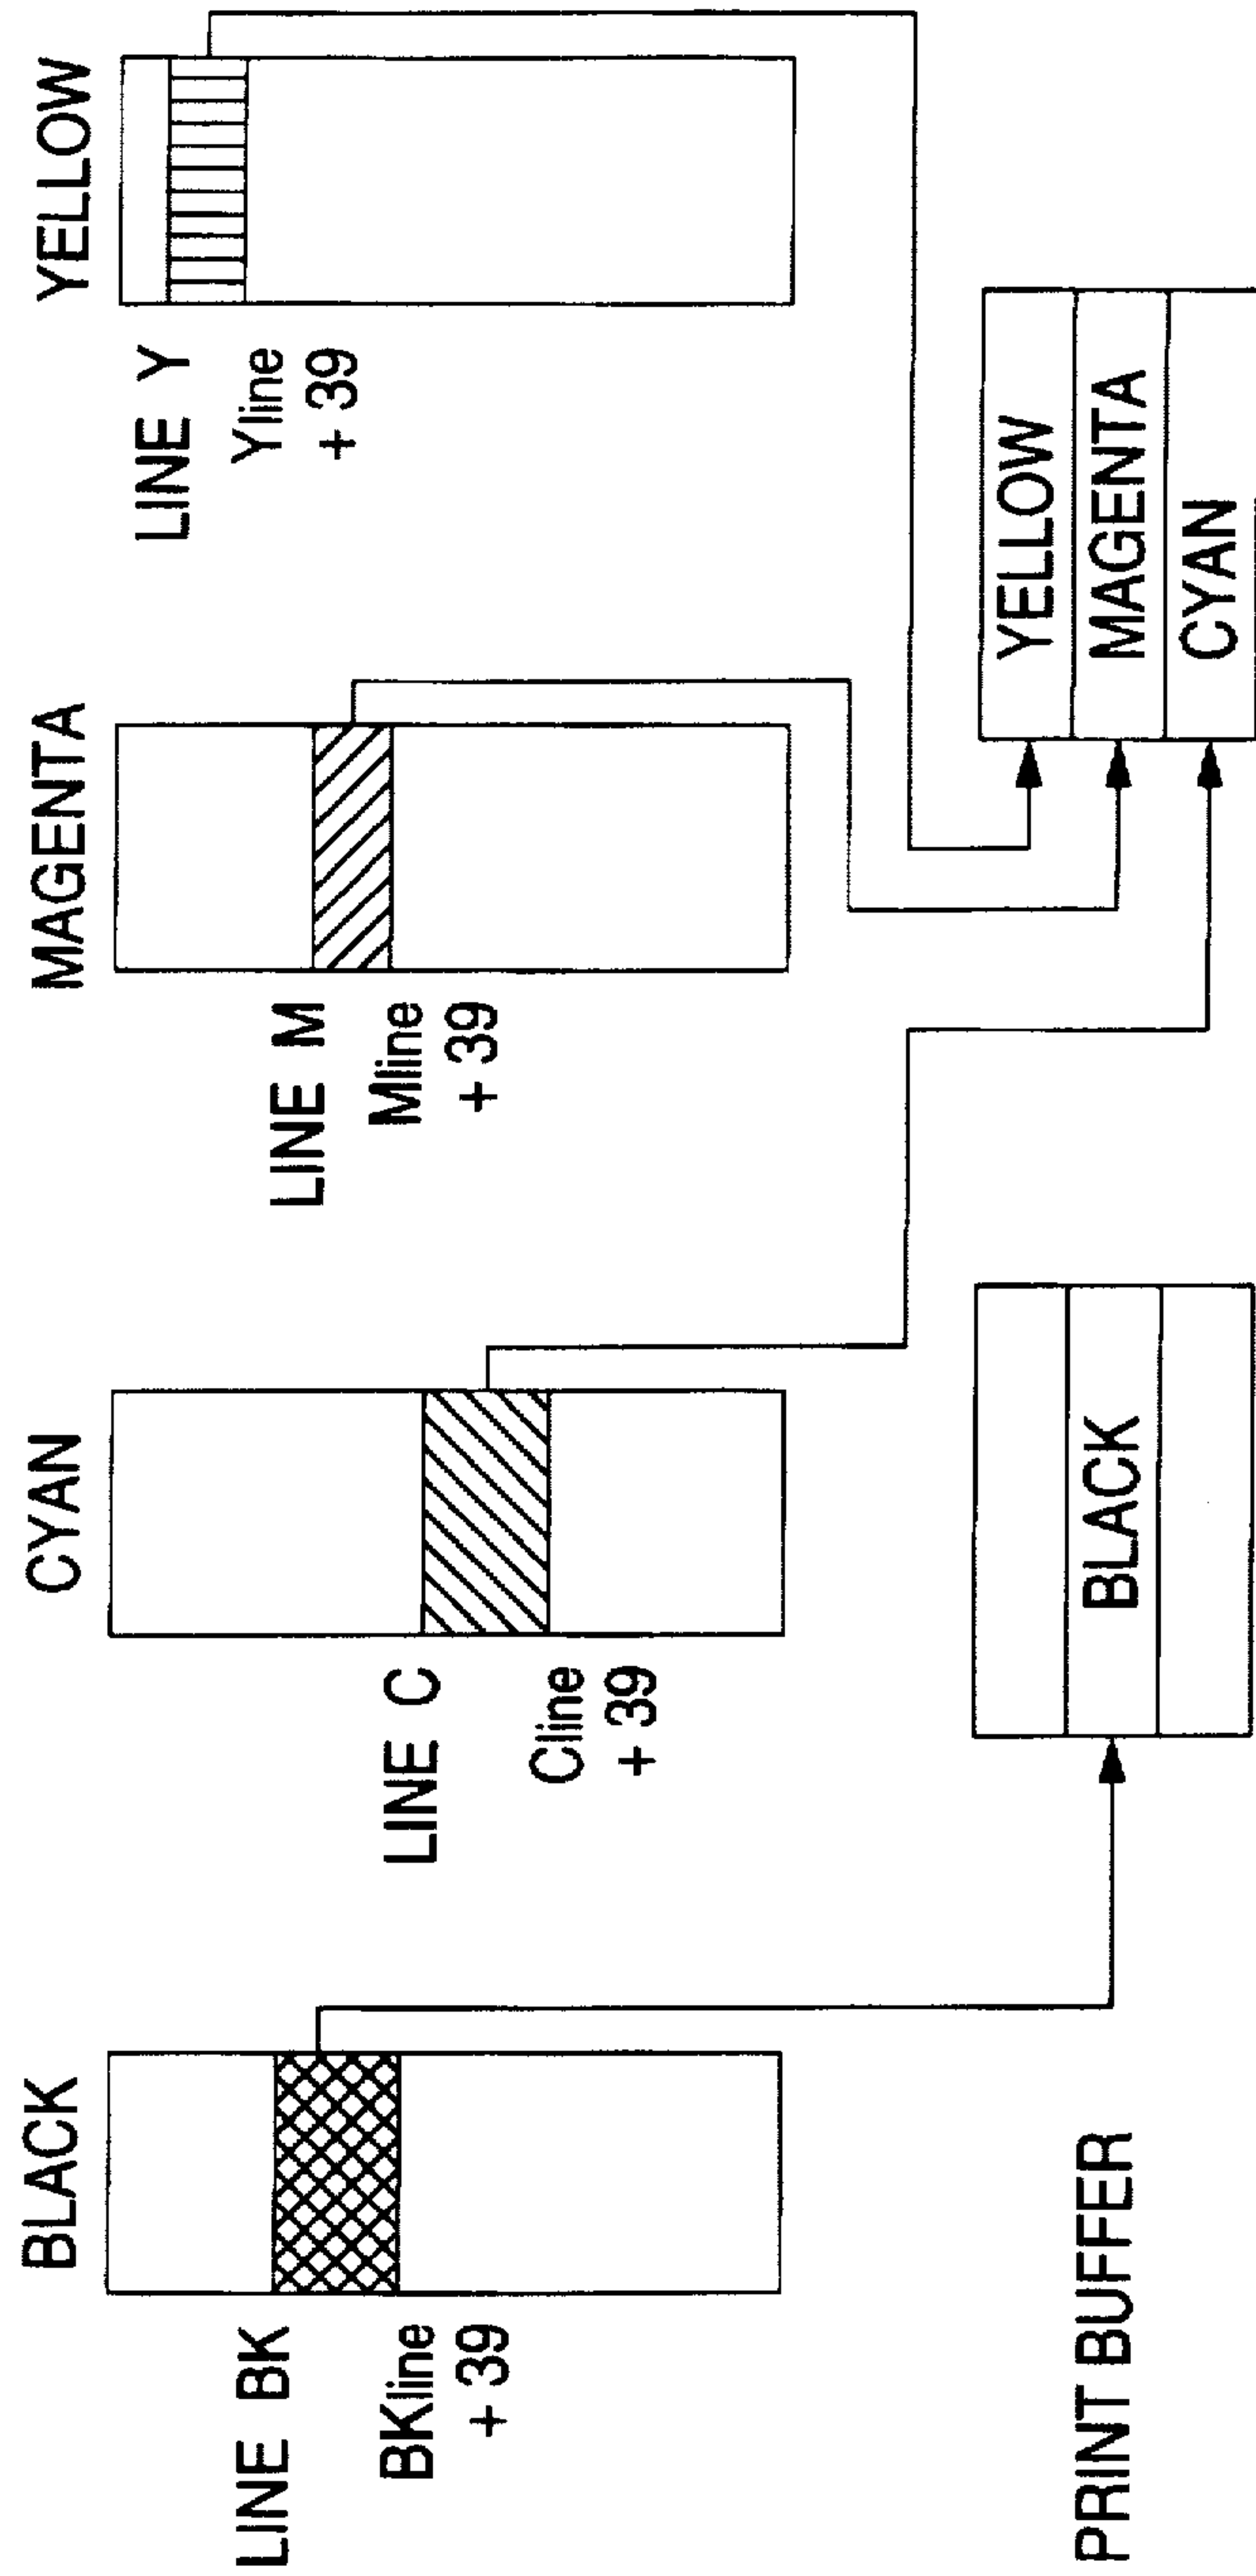 BLACK
CYAN
MAGENTA
YELLOW
LINE BK
BKline
+ 39
LINE C
Cline
+ 39
LINE M
Mline
+ 39
LINE Y
Yline
+ 39
PRINT BUFFER
BLACK
YELLOW
MAGENTA
CYAN